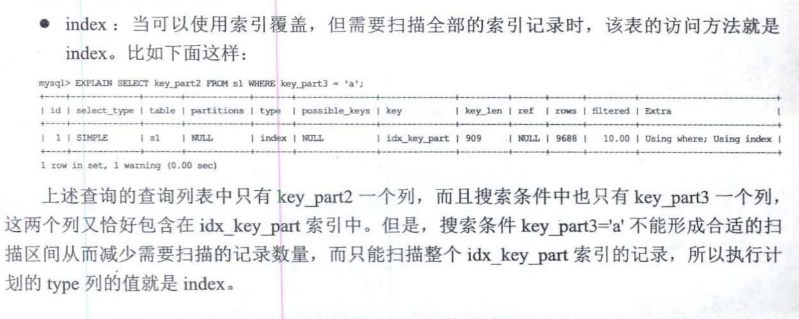 ● index：当可以使用索引覆盖，但需要扫描全部的索引记录时，该表的访问方法就是
index。比如下面这样：
mysql> EXPLAIN SELECT key_part2 FROM s1 WHERE key_part3 = 'a';
+----+-------------+-------+------------+-------+---------------+--------------+---------+------+------+----------+--------------------------+
| id | select_type | table | partitions | type | possible_keys | key | key_len | ref | rows | filtered | Extra |
+----+-------------+-------+------------+-------+---------------+--------------+---------+------+------+----------+--------------------------+
| 1 | SIMPLE | s1 | NULL | index | NULL | idx_key_part | 909 | NULL | 9688 | 10.00 | Using where; Using index |
+----+-------------+-------+------------+-------+---------------+--------------+---------+------+------+----------+--------------------------+
1 row in set, 1 warning (0.00 sec)
上述查询的查询列表中只有 key_part2 一个列，而且搜索条件中也只有 key_part3 一个列，
这两个列又恰好包含在 idx_key_part 索引中。但是，搜索条件 key_part3='a' 不能形成合适的扫
描区间从而减少需要扫描的记录数量，而只能扫描整个 idx_key_part 索引的记录，所以执行计
划的 type 列的值就是 index。